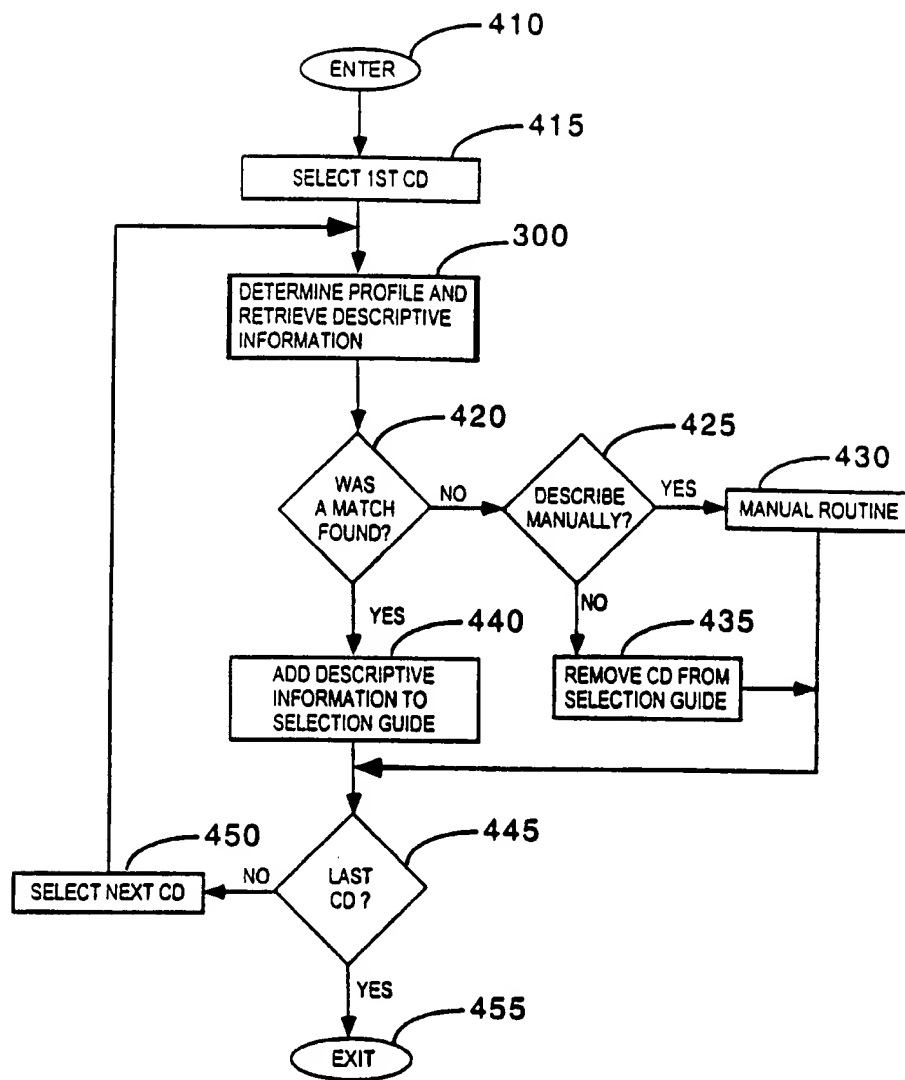 410
ENTER
415
SELECT 1ST CD
300
DETERMINE PROFILE AND
RETRIEVE DESCRIPTIVE
INFORMATION
420
WAS
A MATCH
FOUND?
NO
425
DESCRIBE
MANUALLY?
YES
430
MANUAL ROUTINE
NO
435
REMOVE CD FROM
SELECTION GUIDE
YES
440
ADD DESCRIPTIVE
INFORMATION TO
SELECTION GUIDE
445
LAST
CD ?
NO
450
SELECT NEXT CD
YES
455
EXIT